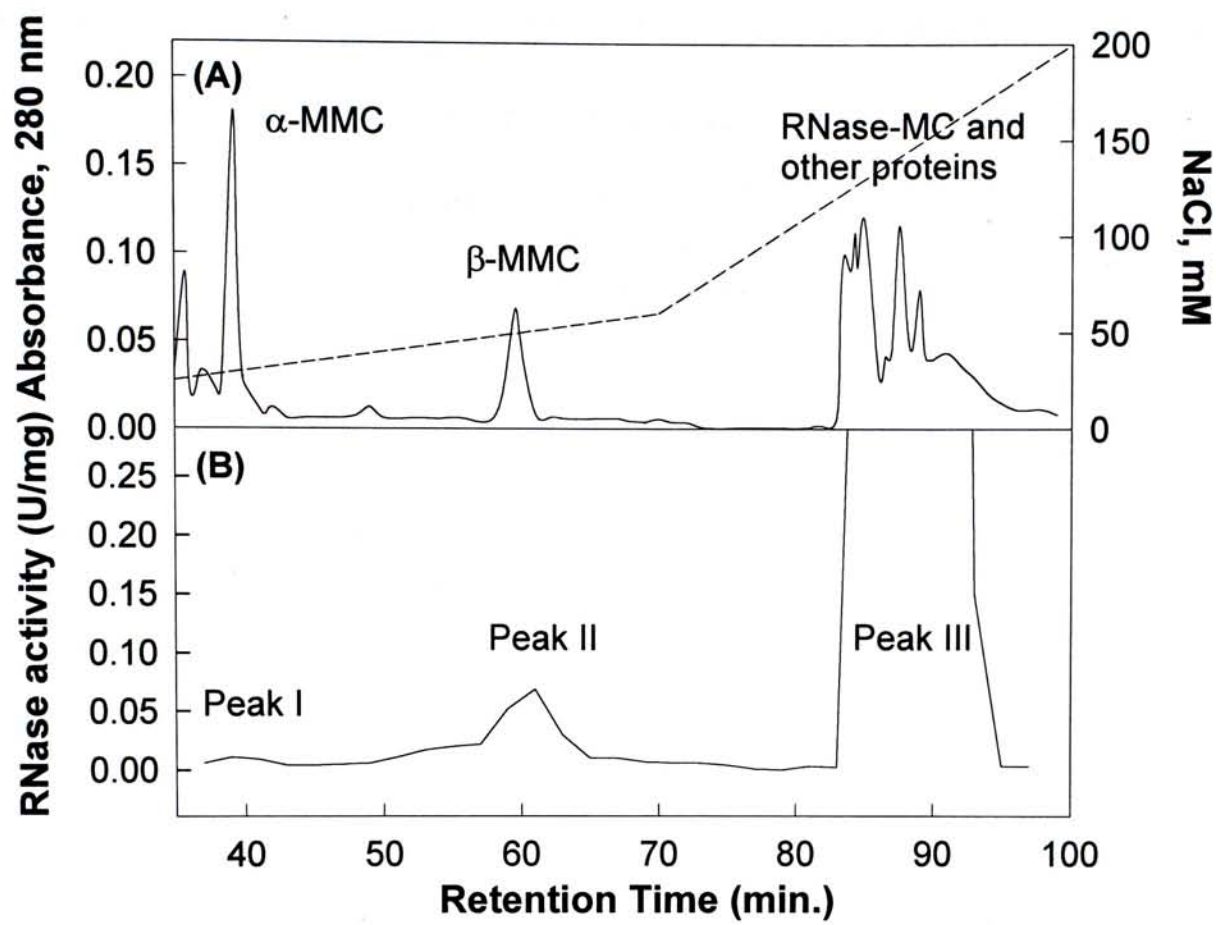 RNase activity (U/mg) Absorbance, 280 nm
(A)
α-MMC
β-MMC
RNase-MC and
other proteins
0.20
0.15
0.10
0.05
0.00
200
150
100
50
0
NaCl, mM
(B)
Peak I
Peak II
Peak III
0.25
0.20
0.15
0.10
0.05
0.00
40 50 60 70 80 90 100
Retention Time (min.)